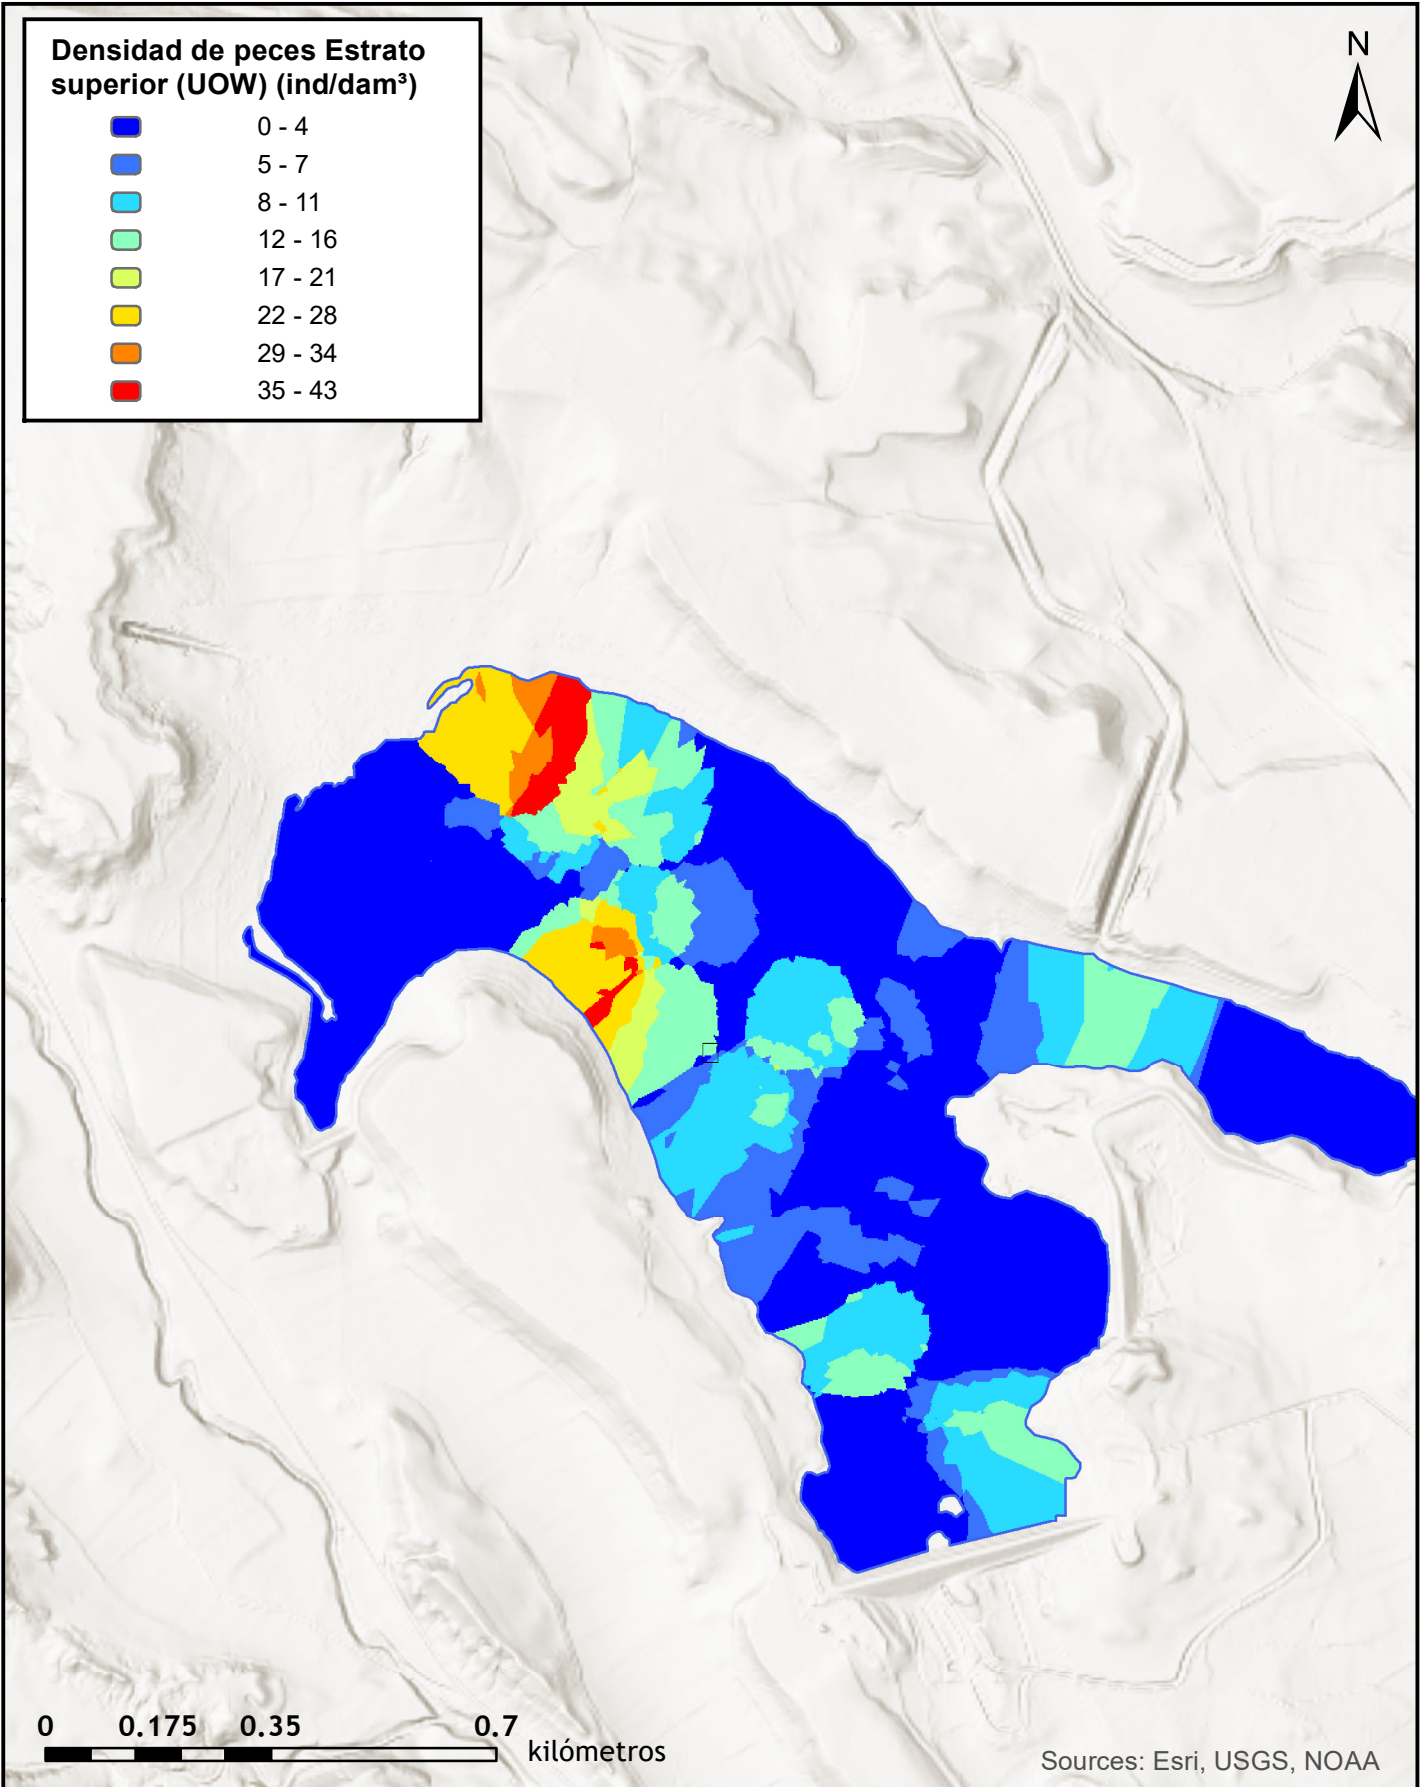 Densidad de peces Estrato
superior (UOW) (ind/dam³)
0 - 4
5 - 7
8 - 11
12 - 16
17 - 21
22 - 28
29 - 34
35 - 43
N
0 0.175 0.35 0.7
kilómetros
Sources: Esri, USGS, NOAA